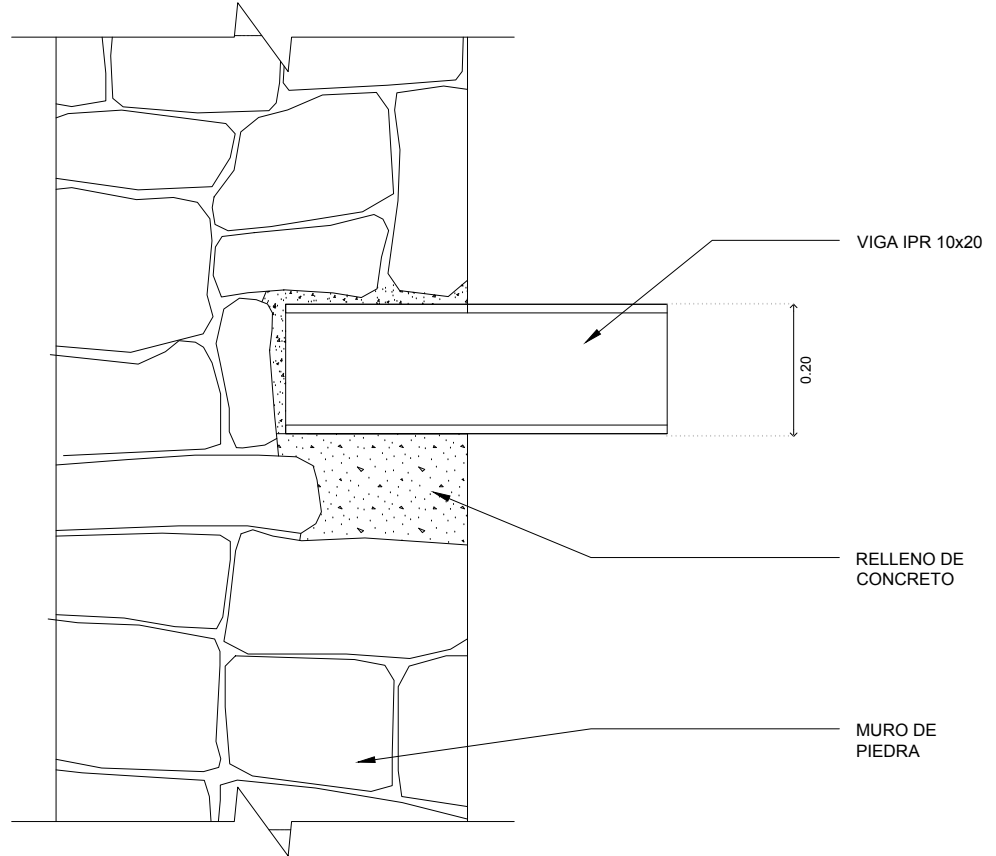 VIGA IPR 10x20
0.20
RELLENO DE
CONCRETO
MURO DE
PIEDRA